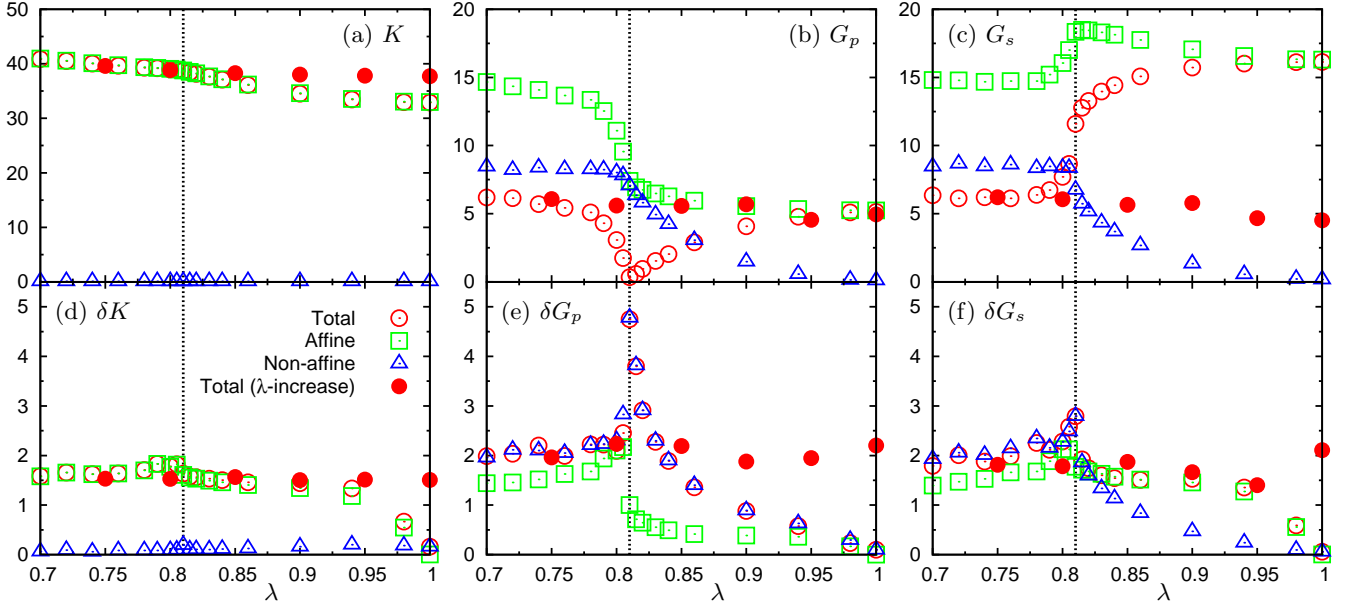 (a) K
(b) G_p
(c) G_s
50
40
30
20
10
0
20
15
10
5
0
20
15
10
5
0
(d) δK
(e) δG_p
(f) δG_s
Total
Affine
Non-affine
Total (λ-increase)
5
4
3
2
1
0
5
4
3
2
1
0
5
4
3
2
1
0
0.7 0.75 0.8 0.85 0.9 0.95 1
0.7 0.75 0.8 0.85 0.9 0.95 1
0.7 0.75 0.8 0.85 0.9 0.95 1
λ
λ
λ